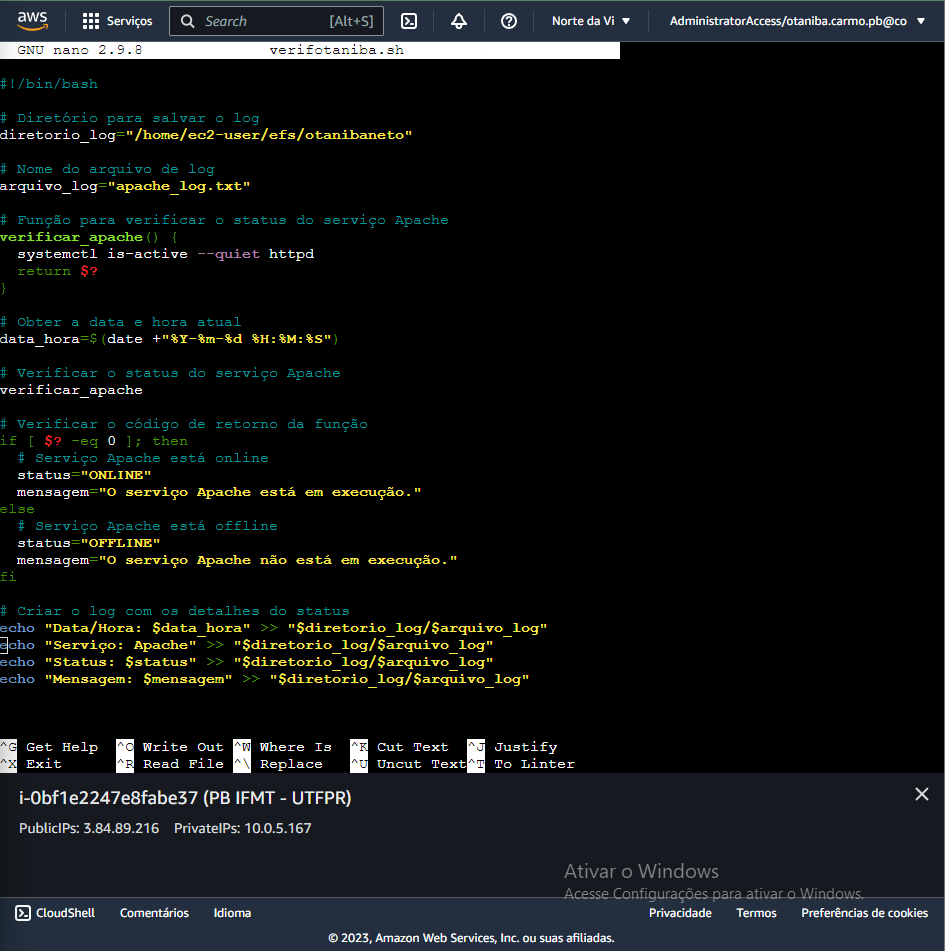 aws Serviços Search [Alt+S] Norte da Vi AdministratorAccess/otaniba.carmo.pb@co
GNU nano 2.9.8 verifotaniba.sh
#!/bin/bash
# Diretório para salvar o log
diretorio_log="/home/ec2-user/efs/otanibaneto"
# Nome do arquivo de log
arquivo_log="apache_log.txt"
# Função para verificar o status do serviço Apache
verificar_apache() {
  systemctl is-active --quiet httpd
  return $?
}
# Obter a data e hora atual
data_hora=$(date +"%Y-%m-%d %H:%M:%S")
# Verificar o status do serviço Apache
verificar_apache
# Verificar o código de retorno da função
if [ $? -eq 0 ]; then
  # Serviço Apache está online
  status="ONLINE"
  mensagem="O serviço Apache está em execução."
else
  # Serviço Apache está offline
  status="OFFLINE"
  mensagem="O serviço Apache não está em execução."
fi
# Criar o log com os detalhes do status
echo "Data/Hora: $data_hora" >> "$diretorio_log/$arquivo_log"
echo "Serviço: Apache" >> "$diretorio_log/$arquivo_log"
echo "Status: $status" >> "$diretorio_log/$arquivo_log"
echo "Mensagem: $mensagem" >> "$diretorio_log/$arquivo_log"
^G Get Help ^O Write Out ^W Where Is ^K Cut Text ^J Justify
^X Exit ^R Read File ^\ Replace ^U Uncut Text ^T To Linter
i-0bf1e2247e8fabe37 (PB IFMT - UTFPR)
PublicIPs: 3.84.89.216 PrivateIPs: 10.0.5.167
Ativar o Windows
Acesse Configurações para ativar o Windows.
CloudShell Comentários Idioma Privacidade Termos Preferências de cookies
© 2023, Amazon Web Services, Inc. ou suas afiliadas.